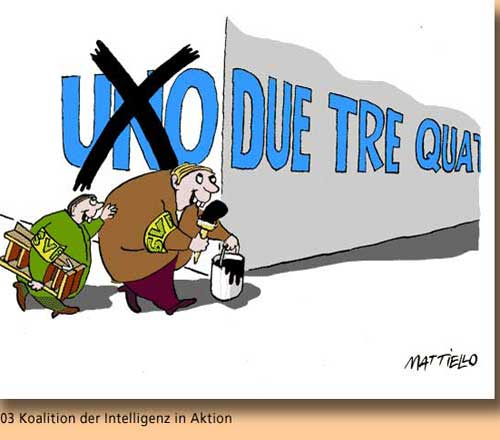 UNO DUE TRE QUAT
SVP
SVP
MATTIELLO
03 Koalition der Intelligenz in Aktion